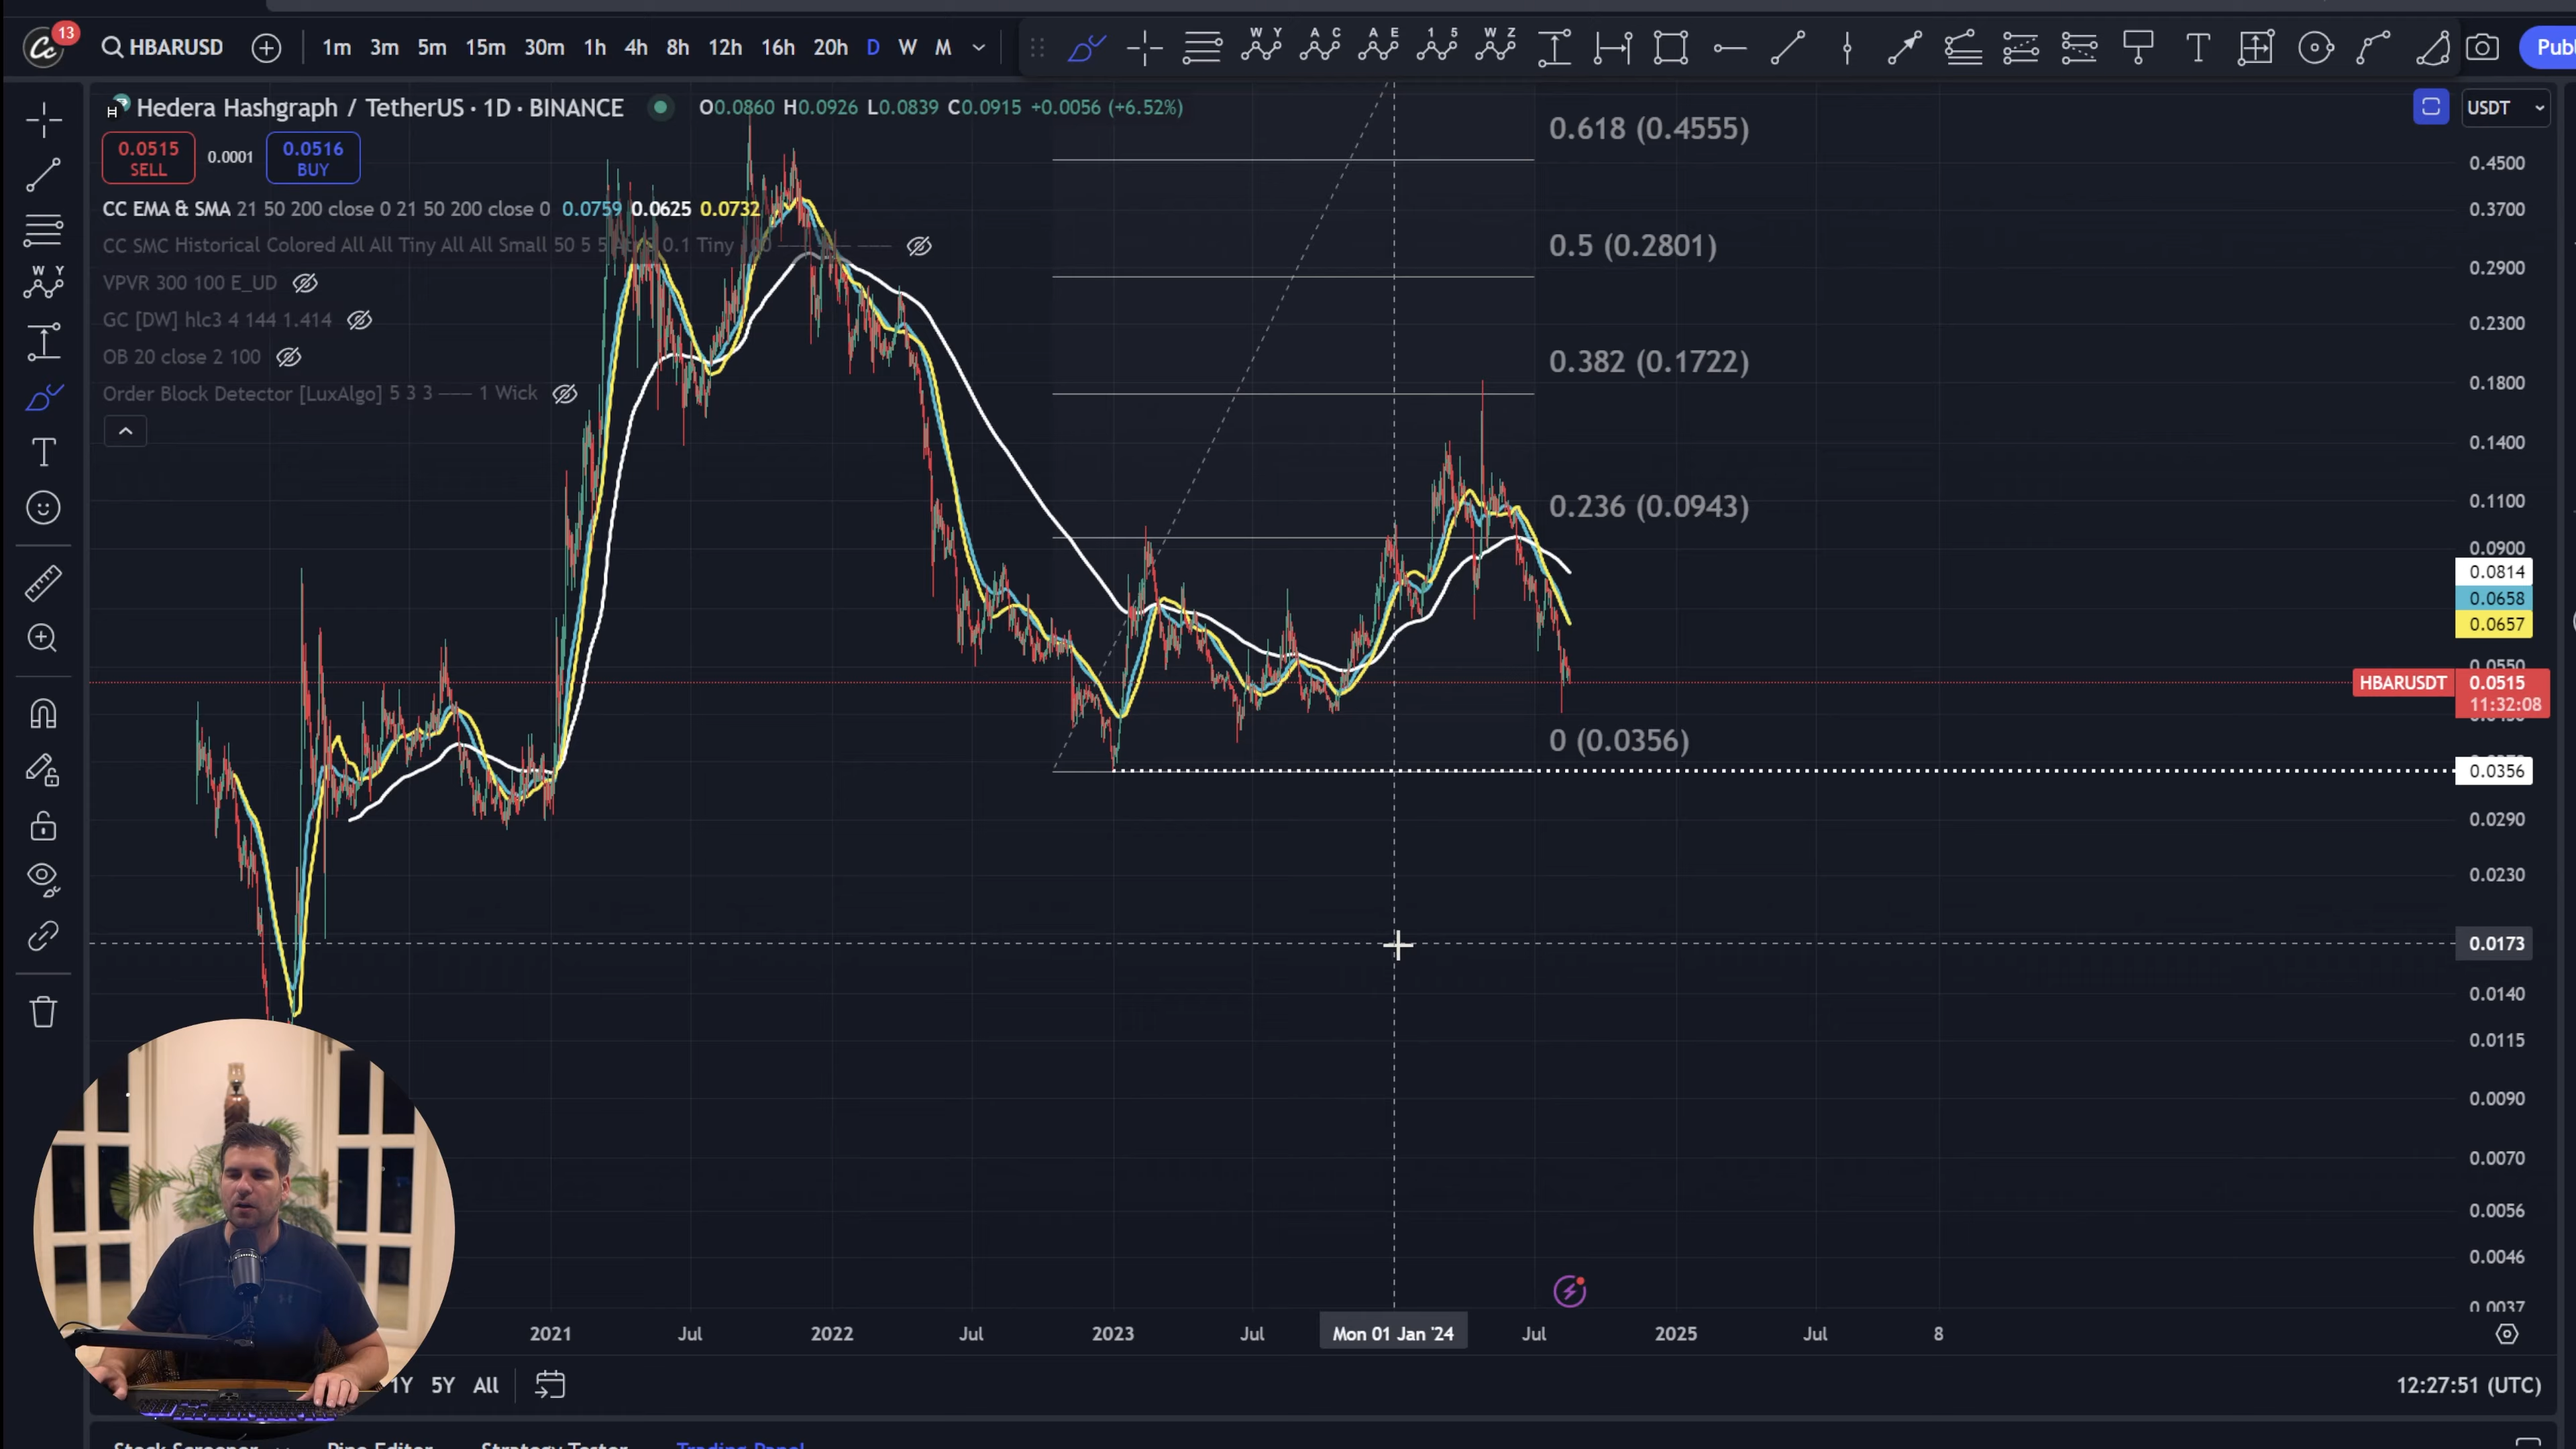 13
HBARUSD
1m 3m 5m 15m 30m 1h 4h 8h 12h 16h 20h D W M
W Y
A C
A E
1 5
W Z
Publ
Hedera Hashgraph / TetherUS · 1D · BINANCE
O0.0860 H0.0926 L0.0839 C0.0915 +0.0056 (+6.52%)
USDT
0.0515
SELL
0.0001
0.0516
BUY
CC EMA & SMA 21 50 200 close 0 21 50 200 close 0 0.0759 0.0625 0.0732
CC SMC Historical Colored All All Tiny All All Small 50 5 5 0.1 Tiny
VPVR 300 100 E_UD
GC [DW] hlc3 4 144 1.414
OB 20 close 2 100
Order Block Detector [LuxAlgo] 5 3 3 —— 1 Wick
W Y
0.618 (0.4555)
0.5 (0.2801)
0.382 (0.1722)
0.236 (0.0943)
0 (0.0356)
0.4500
0.3700
0.2900
0.2300
0.1800
0.1400
0.1100
0.0900
0.0814
0.0658
0.0657
0.0550
HBARUSDT 0.0515
11:32:08
0.0356
0.0290
0.0230
0.0173
0.0140
0.0115
0.0090
0.0070
0.0056
0.0046
0.0037
2021 Jul 2022 Jul 2023 Jul Mon 01 Jan '24 Jul 2025 Jul 8
1Y 5Y All
12:27:51 (UTC)
Stock Screener Pine Editor Strategy Tester Trading Panel